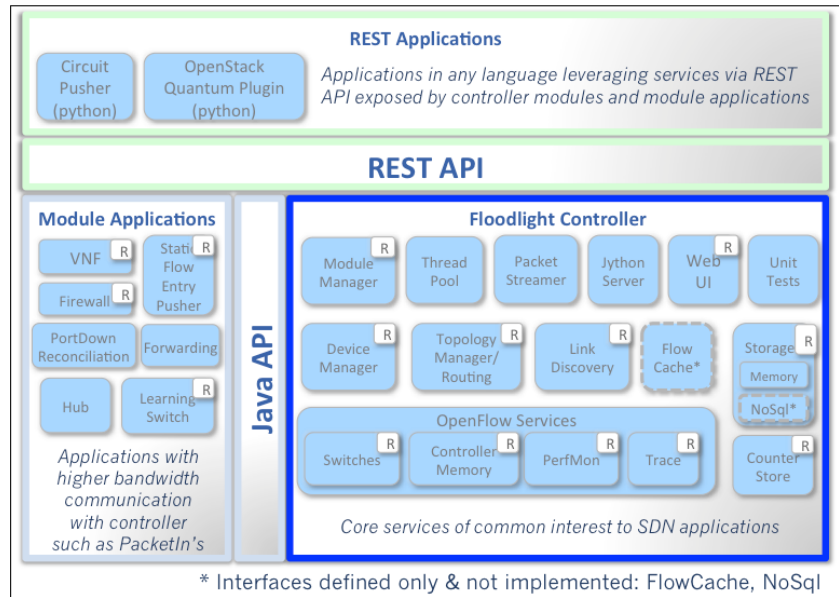 REST Applications
Circuit
Pusher
(python)
OpenStack
Quantum Plugin
(python)
Applications in any language leveraging services via REST
API exposed by controller modules and module applications
REST API
Module Applications
VNF
R
Static
Flow
Entry
Pusher
R
Firewall
R
PortDown
Reconciliation
Forwarding
Hub
Learning
Switch
R
Applications with
higher bandwidth
communication
with controller
such as PacketIn's
Java API
Floodlight Controller
Module
Manager
R
Thread
Pool
Packet
Streamer
Jython
Server
Web
UI
R
Unit
Tests
Device
Manager
R
Topology
Manager/
Routing
R
Link
Discovery
R
Flow
Cache*
Storage
R
Memory
NoSql*
OpenFlow Services
Switches
R
Controller
Memory
R
PerfMon
R
Trace
R
Counter
Store
R
Core services of common interest to SDN applications
* Interfaces defined only & not implemented: FlowCache, NoSql